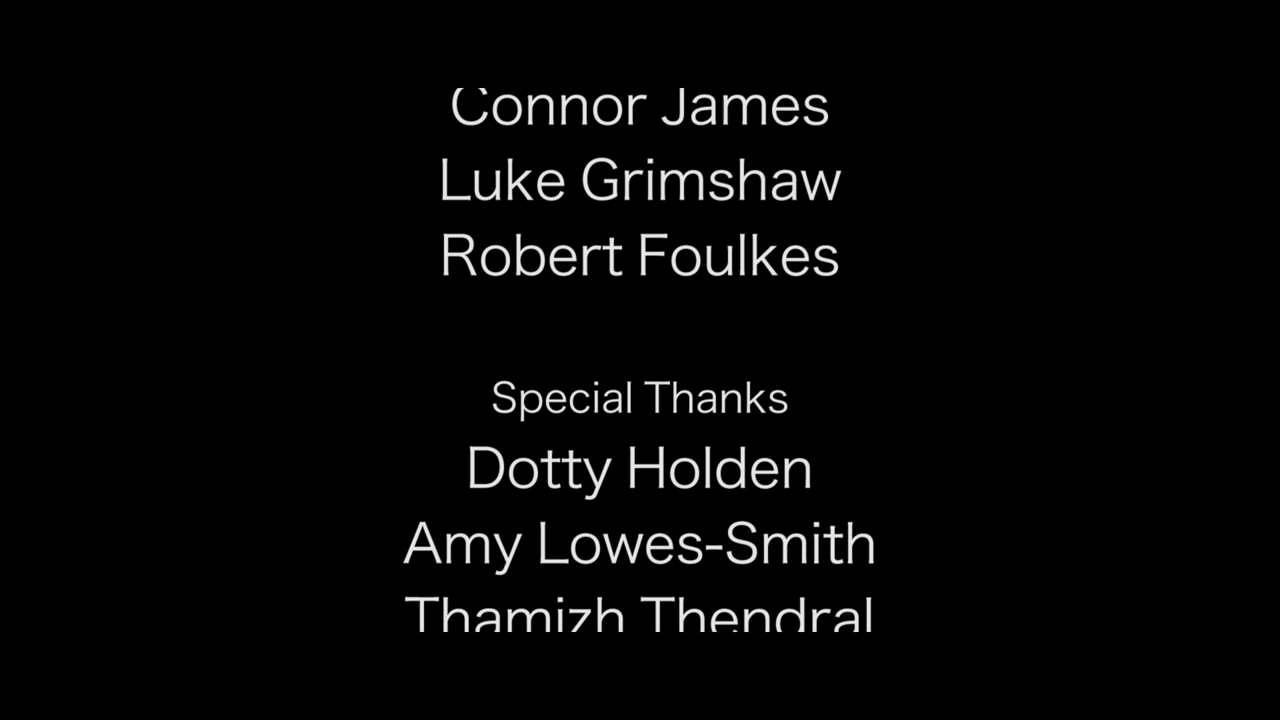 Connor James
Luke Grimshaw
Robert Foulkes
Special Thanks
Dotty Holden
Amy Lowes-Smith
Thamizh Thendral